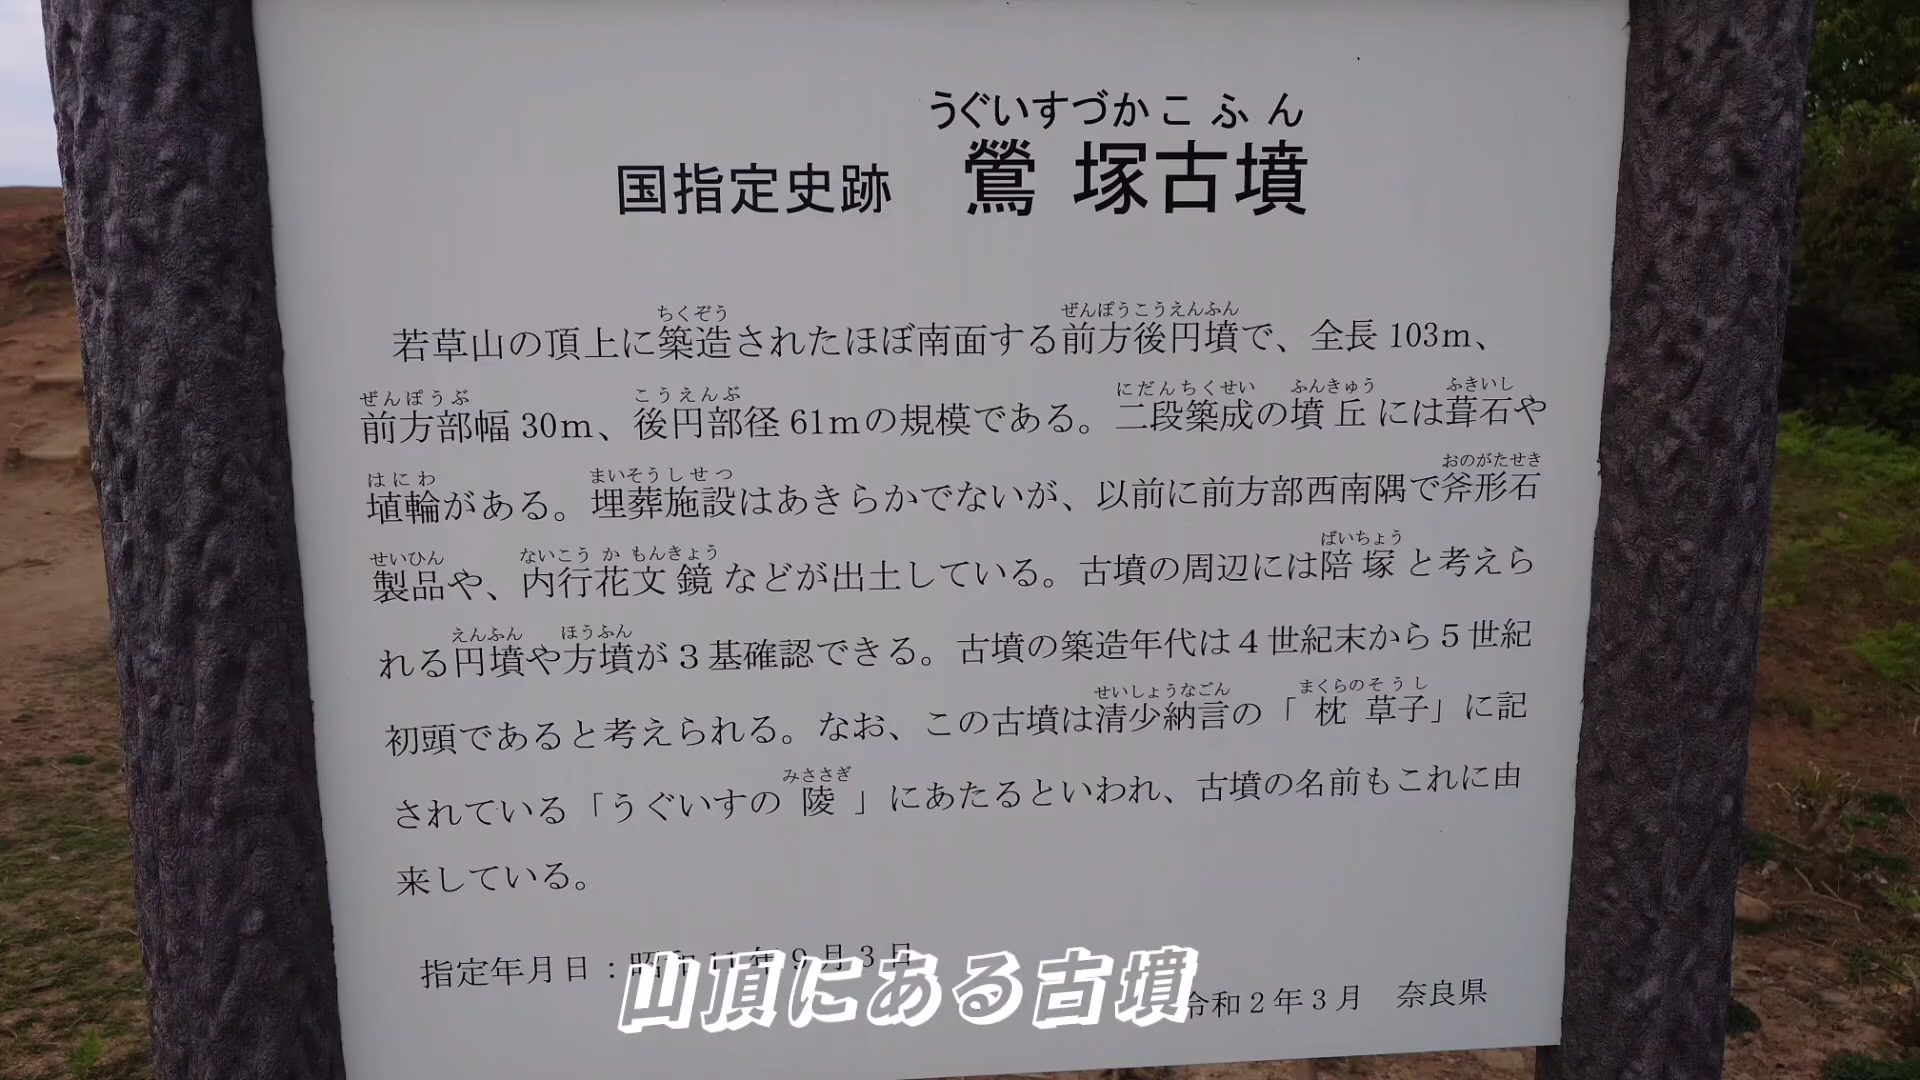 うぐいすづかこふん
国指定史跡 鶯塚古墳
ちくぞう ぜんぽうこうえんふん
若草山の頂上に築造されたほぼ南面する前方後円墳で、全長103m、
ぜんぽうぶ こうえんぶ にだんちくせい ふんきゅう ふきいし
前方部幅30m、後円部径61mの規模である。二段築成の墳丘には葺石や
はにわ まいそうしせつ おのがたせき
埴輪がある。埋葬施設はあきらかでないが、以前に前方部西南隅で斧形石
せいひん ないこうかもんきょう ばいちょう
製品や、内行花文鏡などが出土している。古墳の周辺には陪塚と考えら
えんふん ほうふん
れる円墳や方墳が3基確認できる。古墳の築造年代は4世紀末から5世紀
せいしょうなごん まくらのそうし
初頭であると考えられる。なお、この古墳は清少納言の「枕草子」に記
みささぎ
されている「うぐいすの陵」にあたるといわれ、古墳の名前もこれに由
来している。
指定年月日:昭和11年9月3日
令和2年3月 奈良県
山頂にある古墳